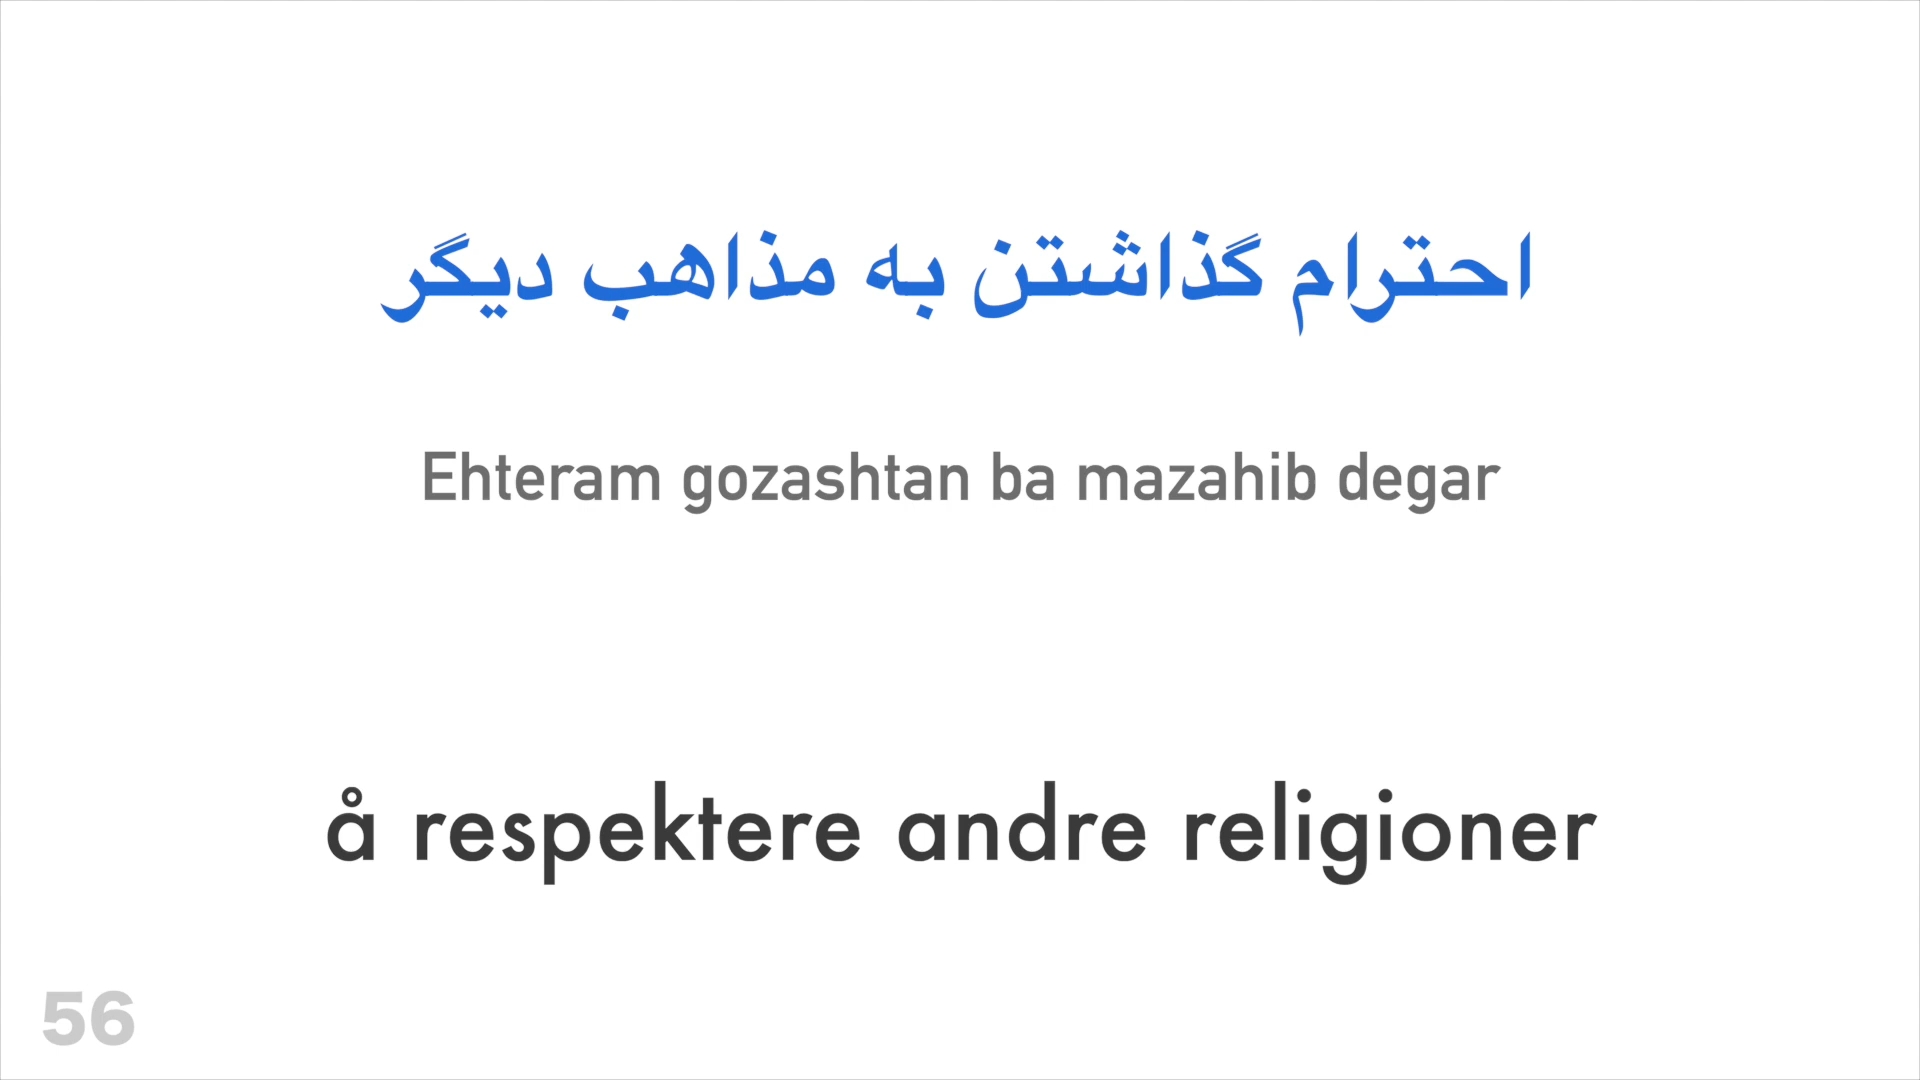 احترام گذاشتن به مذاهب دیگر
Ehteram gozashtan ba mazahib degar
å respektere andre religioner
56